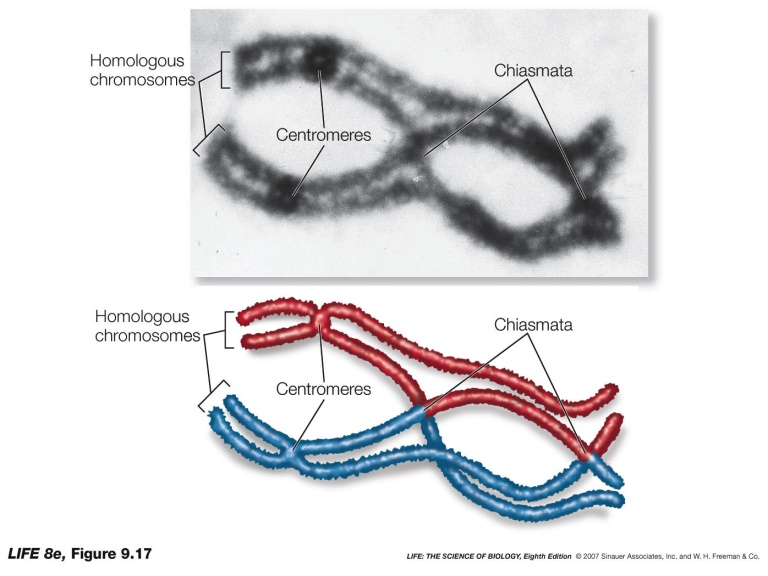 Homologous
chromosomes
Chiasmata
Centromeres
Homologous
chromosomes
Chiasmata
Centromeres
LIFE 8e, Figure 9.17
LIFE: THE SCIENCE OF BIOLOGY, Eighth Edition © 2007 Sinauer Associates, Inc. and W. H. Freeman & Co.